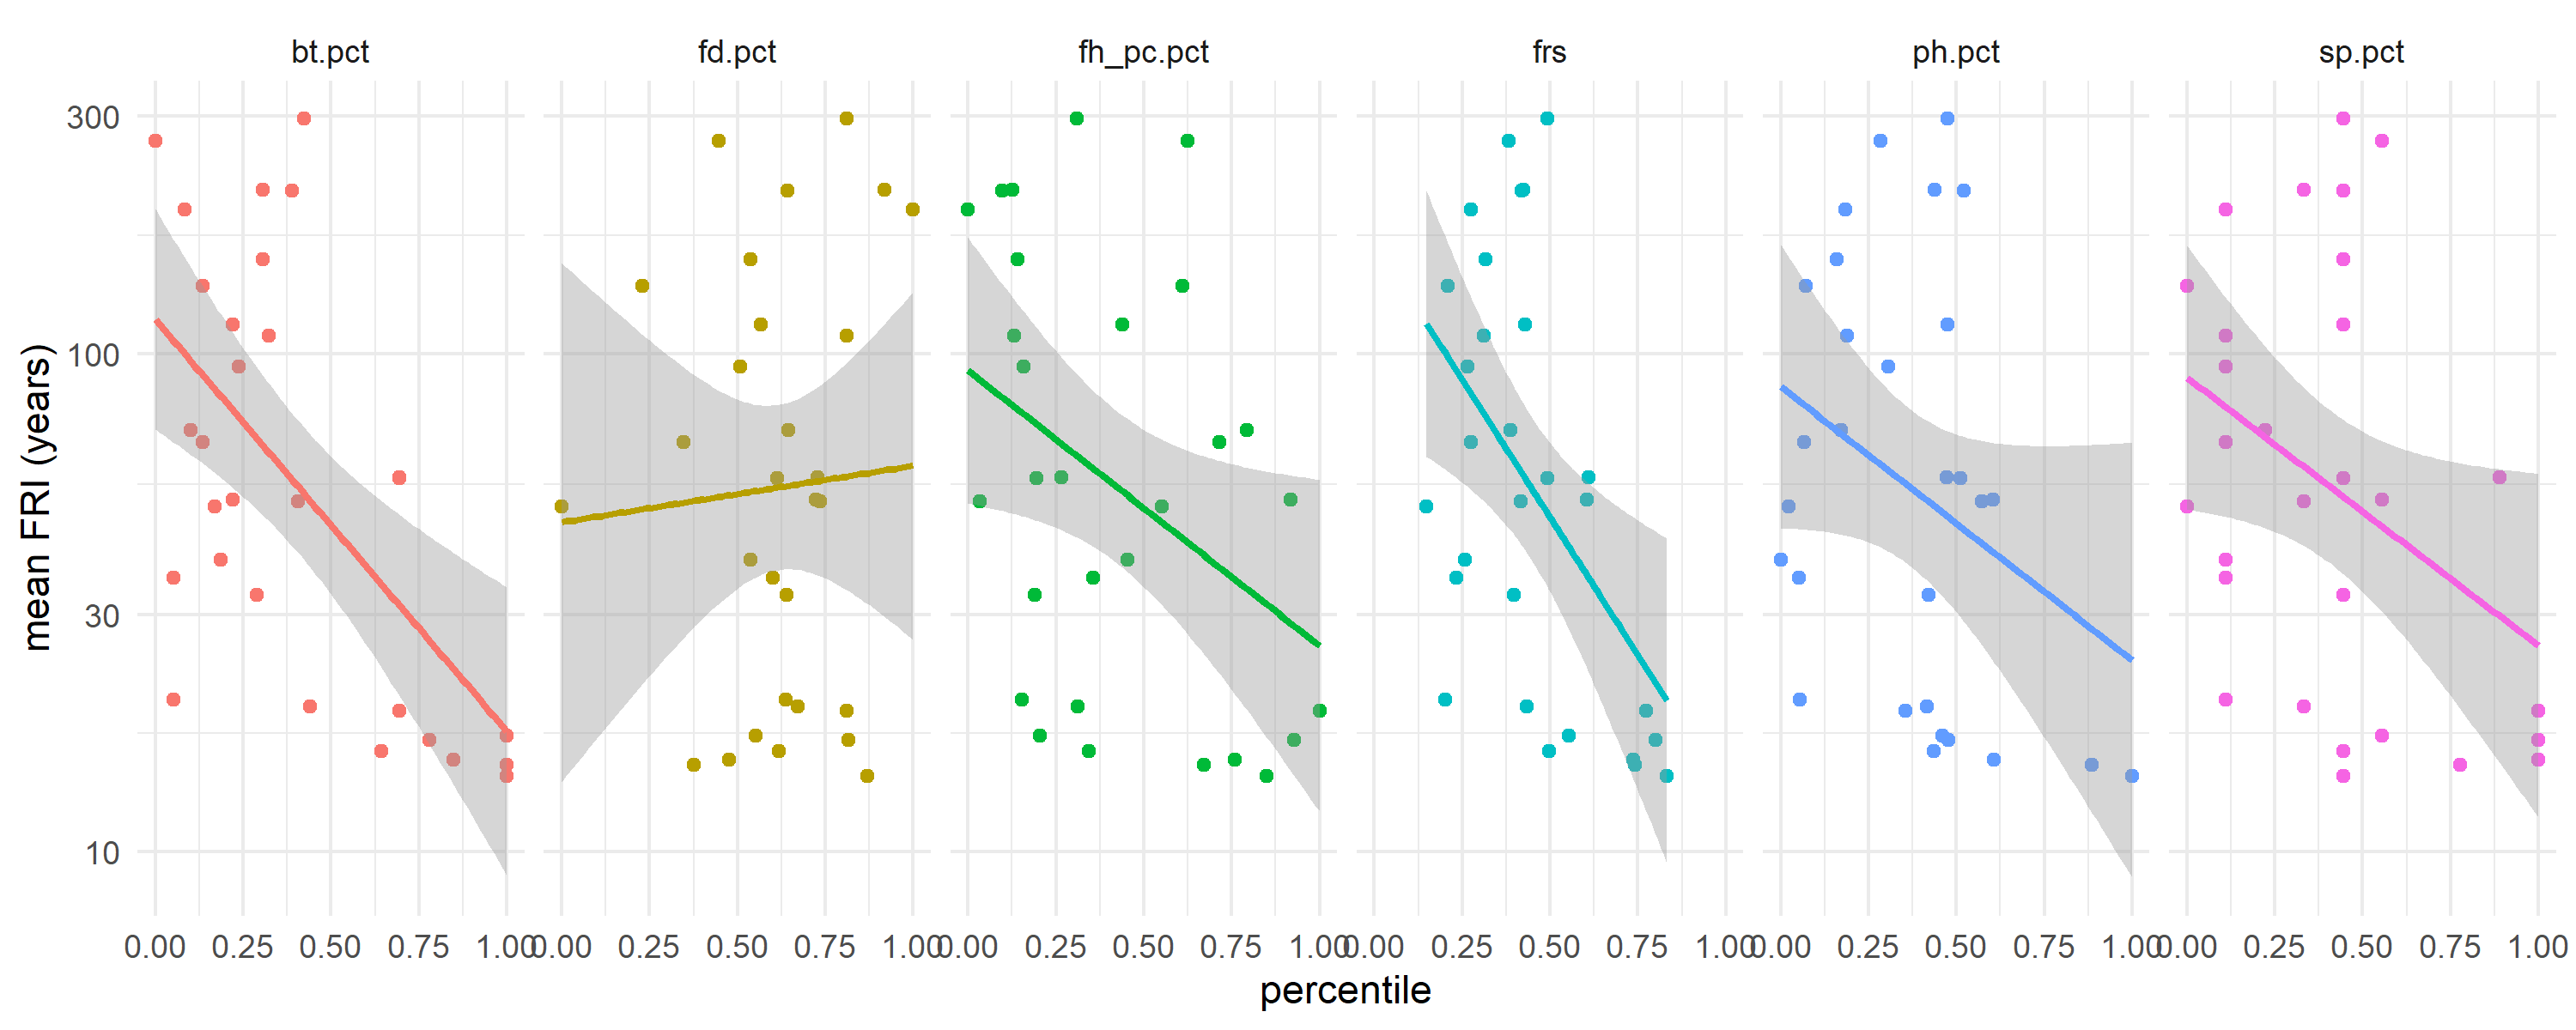 bt.pct fd.pct fh_pc.pct frs ph.pct sp.pct
300
100
30
10
mean FRI (years)
0.00 0.25 0.50 0.75 1.00 0.00 0.25 0.50 0.75 1.00 0.00 0.25 0.50 0.75 1.00 0.00 0.25 0.50 0.75 1.00 0.00 0.25 0.50 0.75 1.00 0.00 0.25 0.50 0.75 1.00
percentile